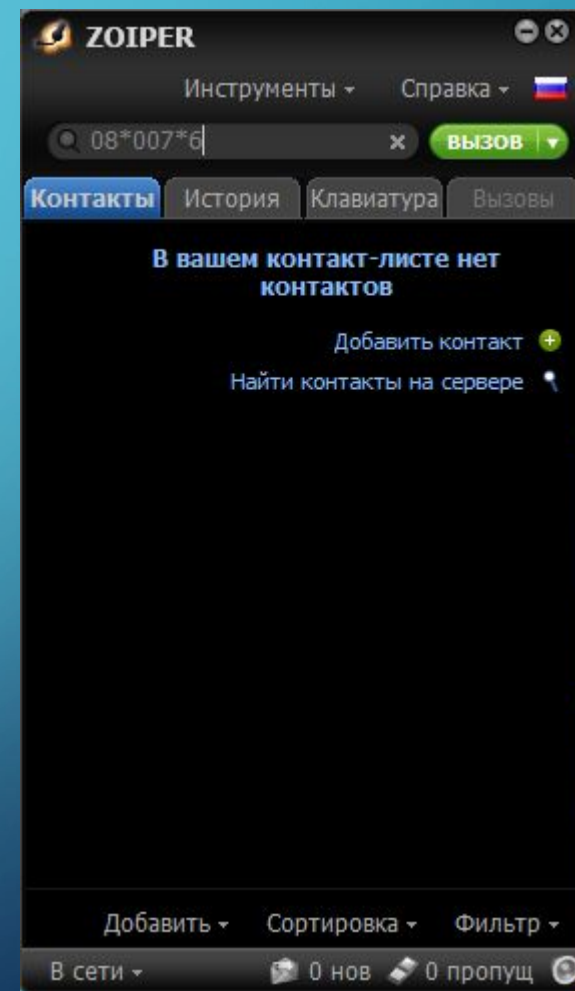 ZOIPER
Инструменты Справка
08*007*6 вызов
Контакты История Клавиатура Вызовы
В вашем контакт-листе нет
контактов
Добавить контакт
Найти контакты на сервере
Добавить Сортировка Фильтр
В сети 0 нов 0 пропущ